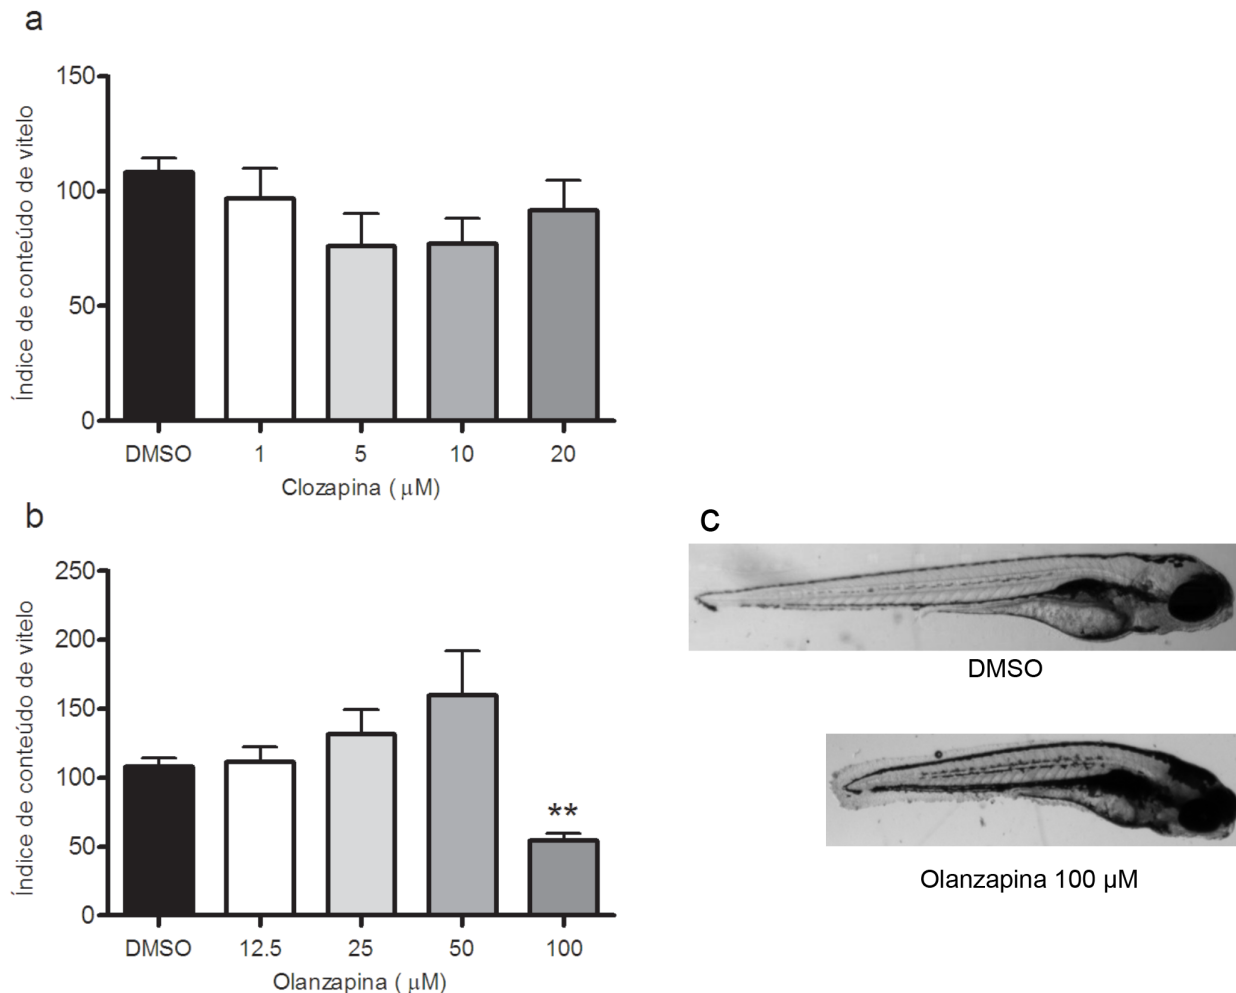 a
150
100
50
0
Índice de conteúdo de vitelo
DMSO 1 5 10 20
Clozapina ( μM)
b
250
200
150
100
50
0
Índice de conteúdo de vitelo
**
DMSO 12.5 25 50 100
Olanzapina ( μM)
c
DMSO
Olanzapina 100 µM